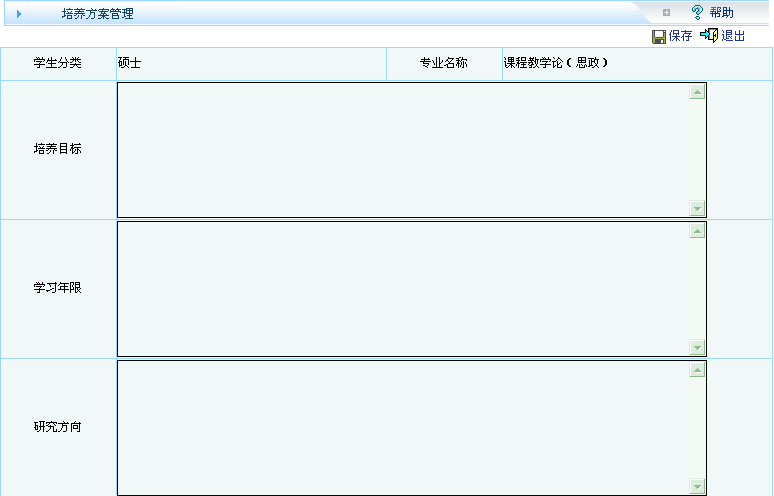 培养方案管理
帮助
保存 退出
学生分类 硕士 专业名称 课程教学论（思政）
培养目标
学习年限
研究方向